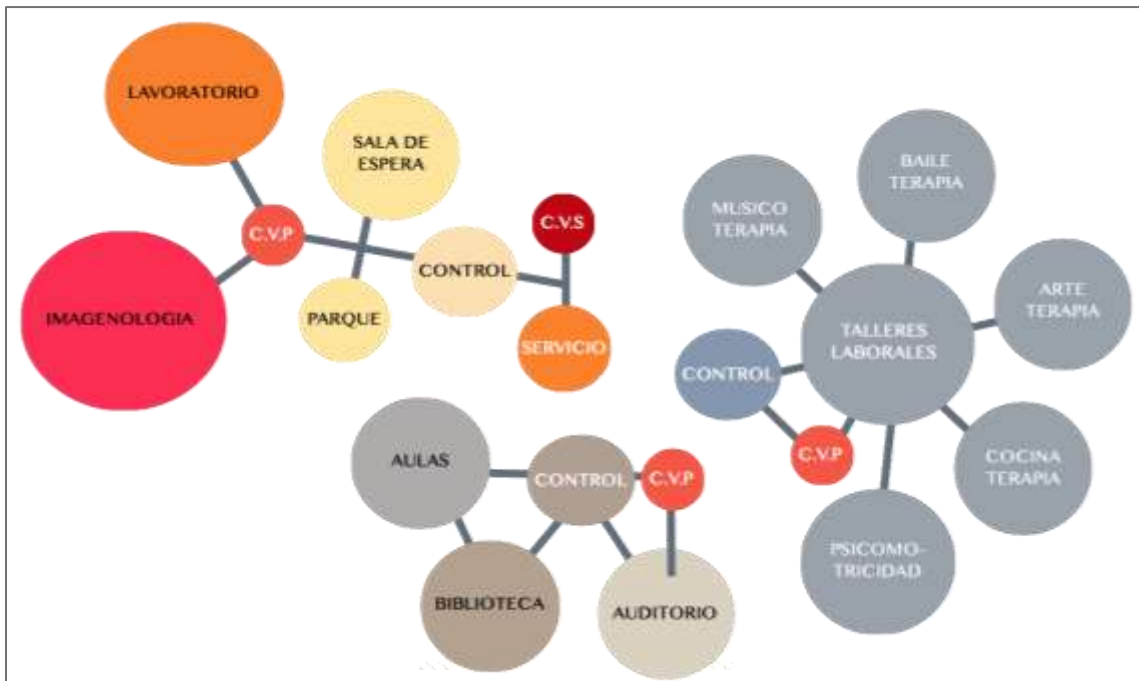 LAVORATORIO
SALA DE
ESPERA
C.V.P
C.V.S
CONTROL
IMAGENOLOGIA
PARQUE
SERVICIO
BAILE
TERAPIA
MUSICO
TERAPIA
ARTE
TERAPIA
TALLERES
LABORALES
CONTROL
C.V.P
COCINA
TERAPIA
PSICOMO-
TRICIDAD
AULAS
CONTROL
C.V.P
BIBLIOTECA
AUDITORIO